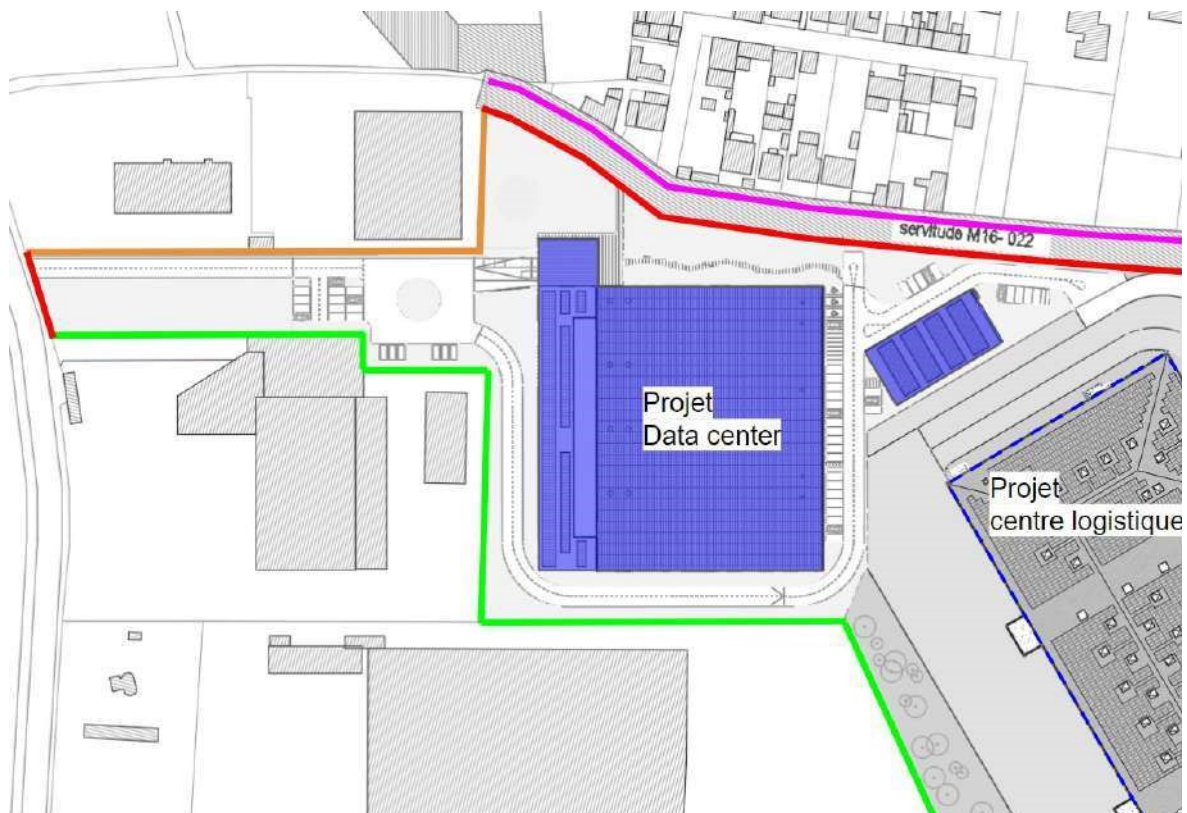 servitude M16- 022
Projet
Data center
Projet
centre logistique